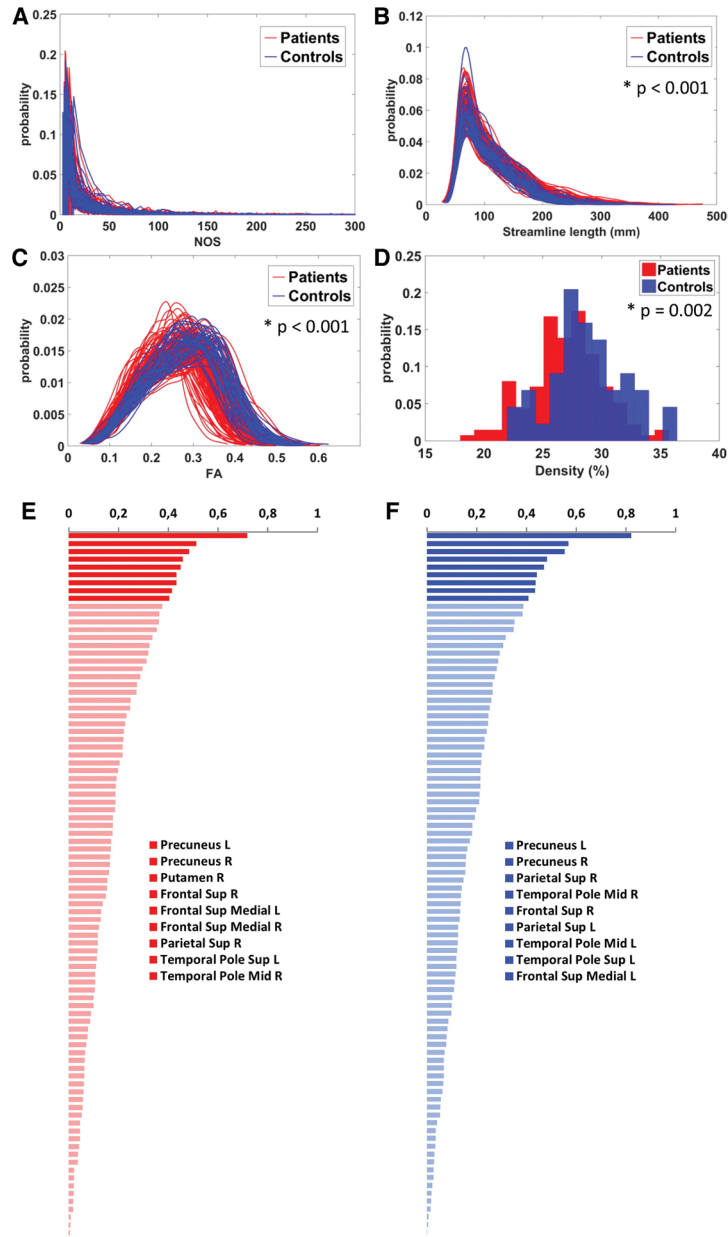 A
0.25
0.2
0.15
0.1
0.05
0
probability
0
50
100
150
200
250
300
NOS
Patients
Controls
B
0.12
0.1
0.08
0.06
0.04
0.02
0
probability
0
100
200
300
400
500
Streamline length (mm)
Patients
Controls
* p < 0.001
C
0.03
0.025
0.02
0.015
0.01
0.005
0
probability
0
0.1
0.2
0.3
0.4
0.5
0.6
0.7
FA
Patients
Controls
* p < 0.001
D
0.25
0.2
0.15
0.1
0.05
0
probability
15
20
25
30
35
40
Density (%)
Patients
Controls
* p = 0.002
E
0 0,2 0,4 0,6 0,8 1
Precuneus L
Precuneus R
Putamen R
Frontal Sup R
Frontal Sup Medial L
Frontal Sup Medial R
Parietal Sup R
Temporal Pole Sup L
Temporal Pole Mid R
F
0 0,2 0,4 0,6 0,8 1
Precuneus L
Precuneus R
Parietal Sup R
Temporal Pole Mid R
Frontal Sup R
Parietal Sup L
Temporal Pole Mid L
Temporal Pole Sup L
Frontal Sup Medial L